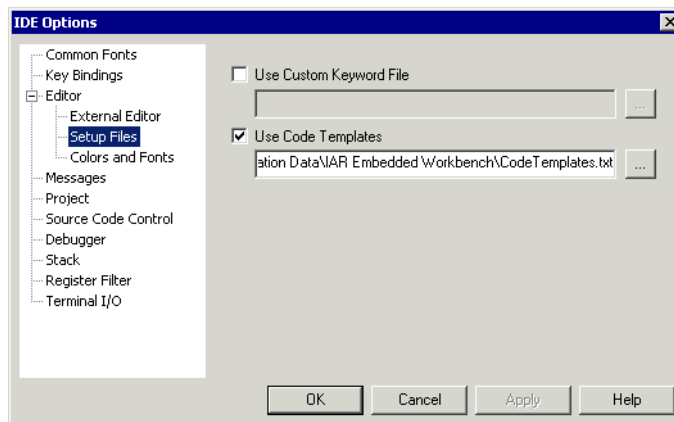 IDE Options
Common Fonts
Key Bindings
Editor
External Editor
Setup Files
Colors and Fonts
Messages
Project
Source Code Control
Debugger
Stack
Register Filter
Terminal I/O
Use Custom Keyword File
...
Use Code Templates
ation Data\IAR Embedded Workbench\CodeTemplates.txt
...
OK Cancel Apply Help